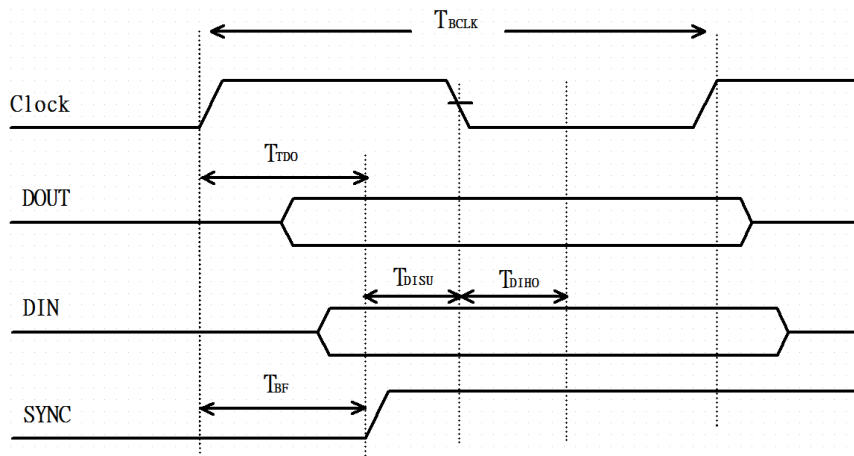 TBCLK
Clock
TTDO
DOUT
TDISU TDIHO
DIN
TBF
SYNC